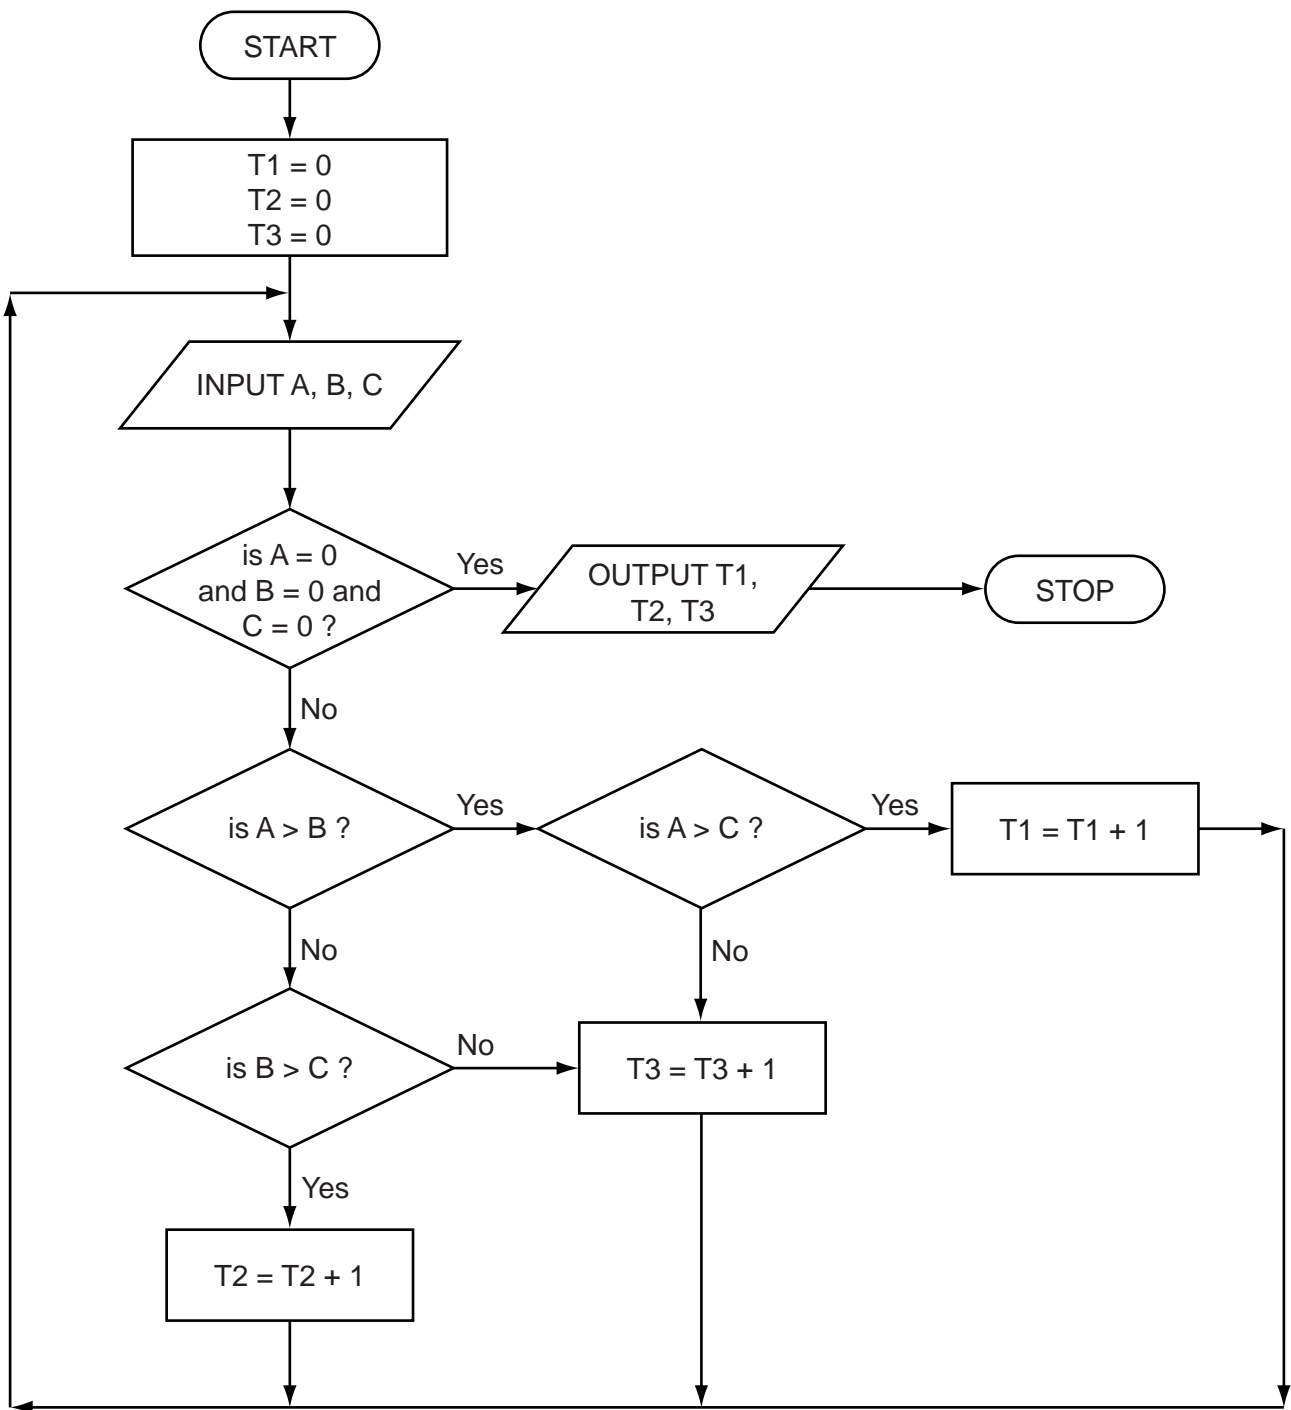 START
T1 = 0
T2 = 0
T3 = 0
INPUT A, B, C
is A = 0
and B = 0 and
C = 0 ?
Yes
OUTPUT T1,
T2, T3
STOP
No
is A > B ?
Yes
is A > C ?
Yes
T1 = T1 + 1
No
No
is B > C ?
No
T3 = T3 + 1
Yes
T2 = T2 + 1